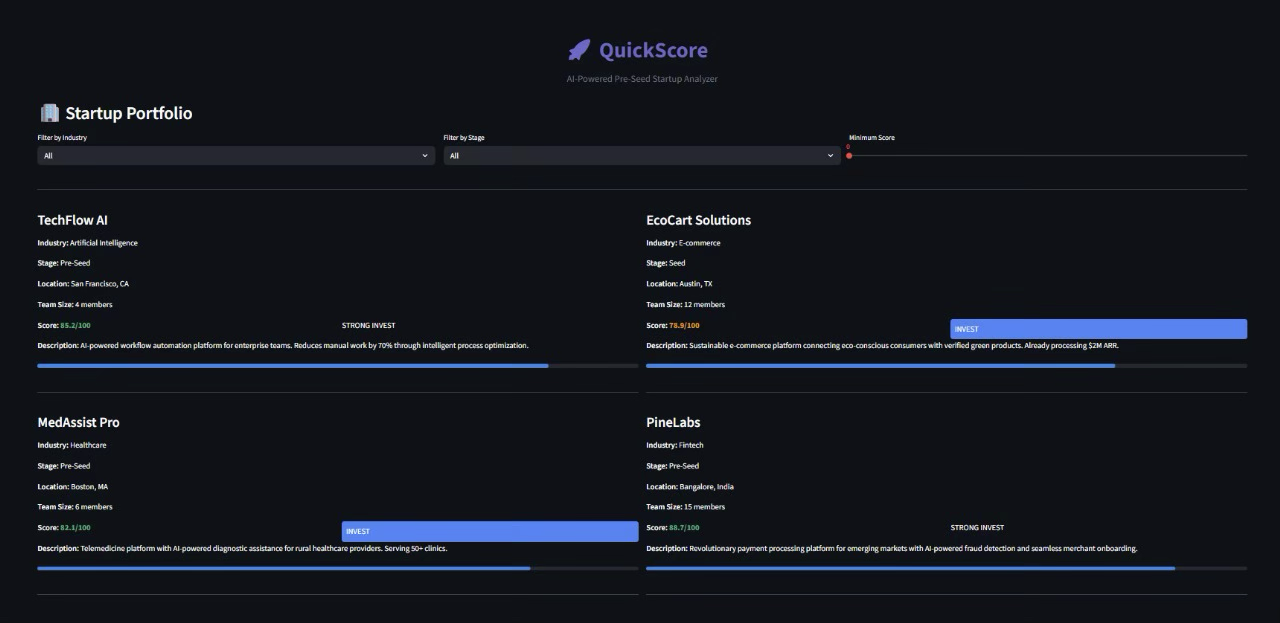 QuickScore
AI-Powered Pre-Seed Startup Analyzer
Startup Portfolio
Filter by Industry
All
Filter by Stage
All
Minimum Score
0
TechFlow AI
Industry: Artificial Intelligence
Stage: Pre-Seed
Location: San Francisco, CA
Team Size: 4 members
Score: 85.2/100
STRONG INVEST
Description: AI-powered workflow automation platform for enterprise teams. Reduces manual work by 70% through intelligent process optimization.
EcoCart Solutions
Industry: E-commerce
Stage: Seed
Location: Austin, TX
Team Size: 12 members
Score: 78.9/100
INVEST
Description: Sustainable e-commerce platform connecting eco-conscious consumers with verified green products. Already processing $2M ARR.
MedAssist Pro
Industry: Healthcare
Stage: Pre-Seed
Location: Boston, MA
Team Size: 6 members
Score: 82.1/100
INVEST
Description: Telemedicine platform with AI-powered diagnostic assistance for rural healthcare providers. Serving 50+ clinics.
PineLabs
Industry: Fintech
Stage: Pre-Seed
Location: Bangalore, India
Team Size: 15 members
Score: 88.7/100
STRONG INVEST
Description: Revolutionary payment processing platform for emerging markets with AI-powered fraud detection and seamless merchant onboarding.